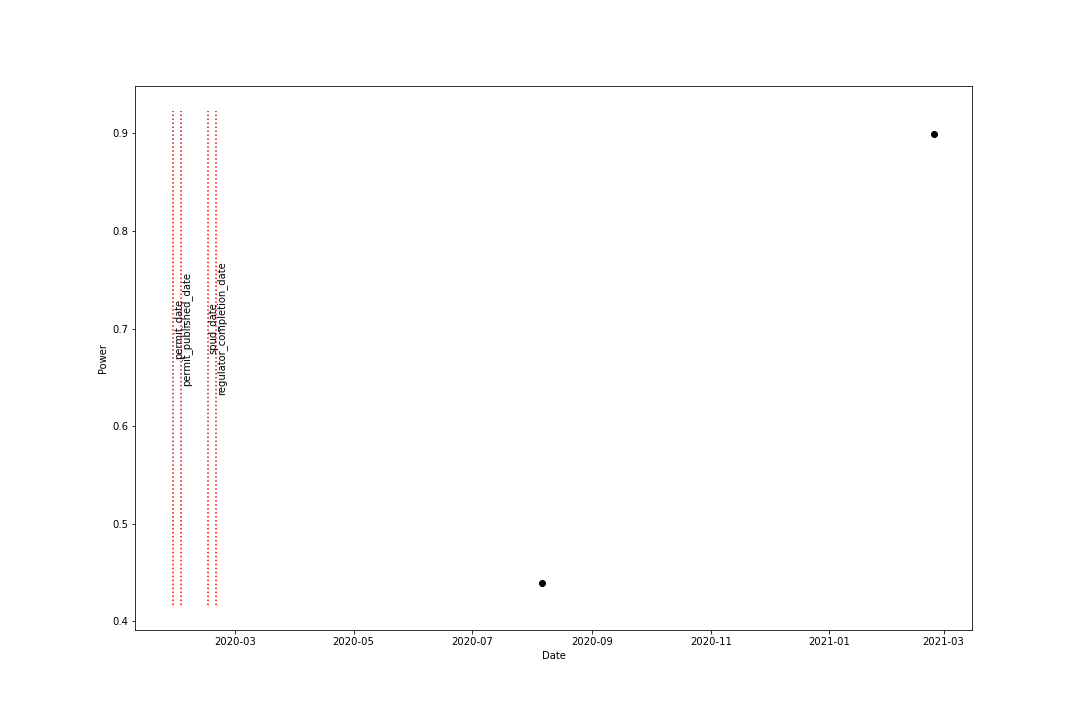 0.9
0.8
0.7
0.6
0.5
0.4
Power
permit_date
permit_published_date
spud_date
regulator_completion_date
2020-03
2020-05
2020-07
2020-09
2020-11
2021-01
2021-03
Date